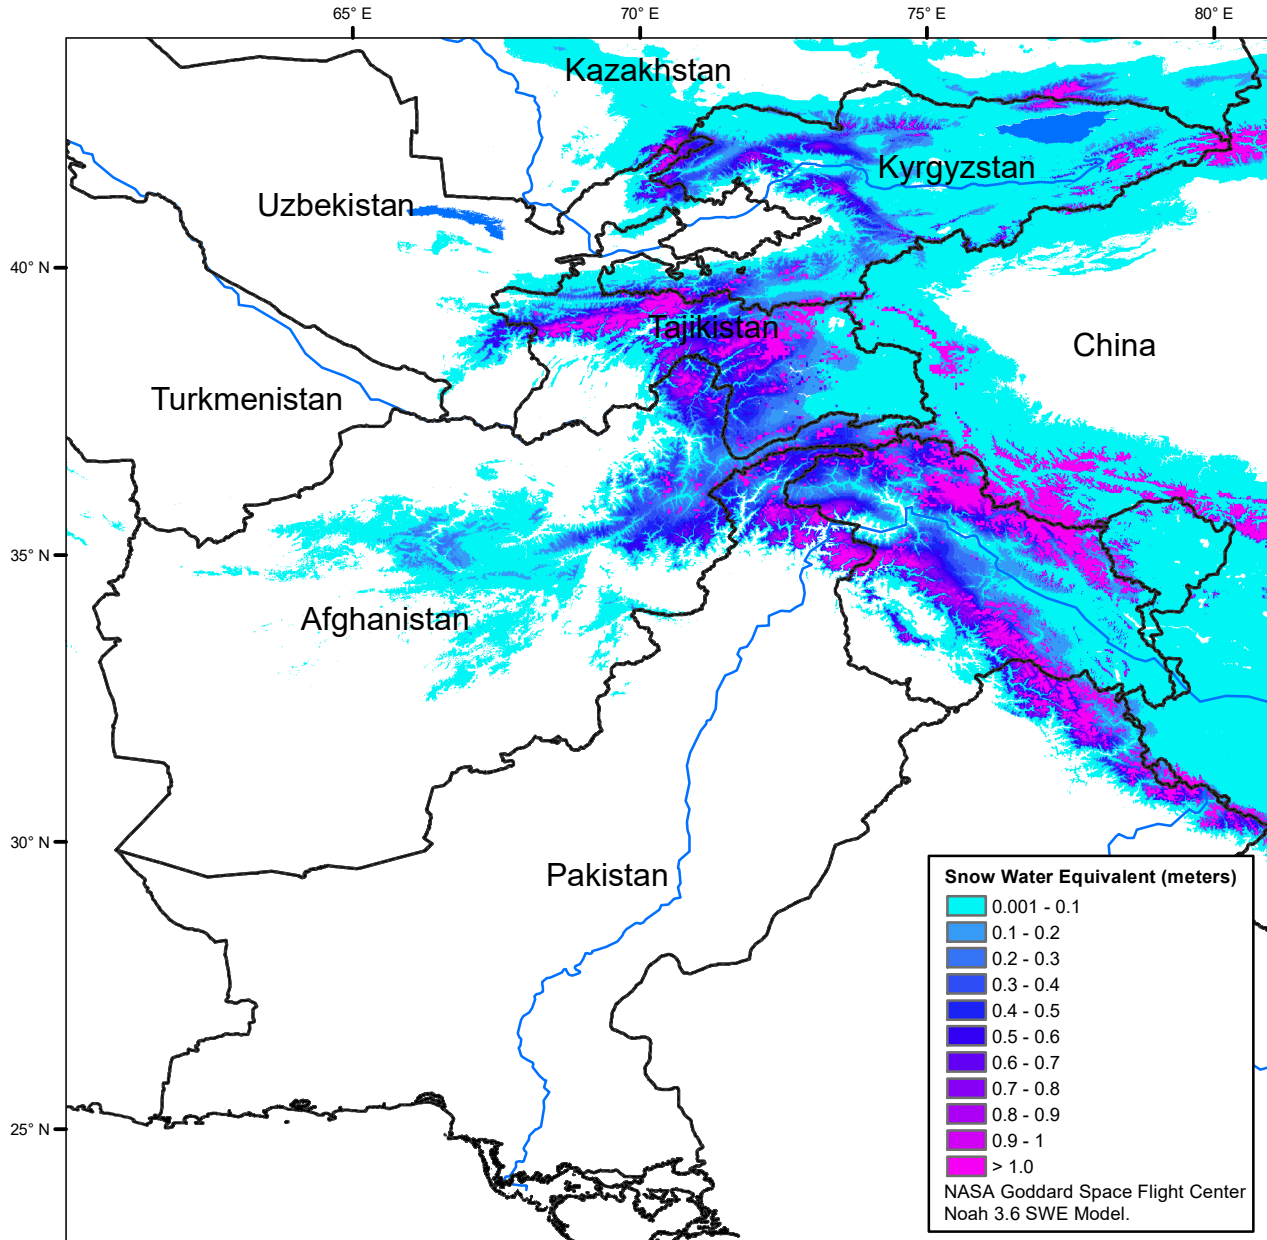 65° E
70° E
75° E
80° E
Kazakhstan
Kyrgyzstan
Uzbekistan
40° N
Tajikistan
China
Turkmenistan
35° N
Afghanistan
30° N
Pakistan
25° N
Snow Water Equivalent (meters)
0.001 - 0.1
0.1 - 0.2
0.2 - 0.3
0.3 - 0.4
0.4 - 0.5
0.5 - 0.6
0.6 - 0.7
0.7 - 0.8
0.8 - 0.9
0.9 - 1
> 1.0
NASA Goddard Space Flight Center
Noah 3.6 SWE Model.